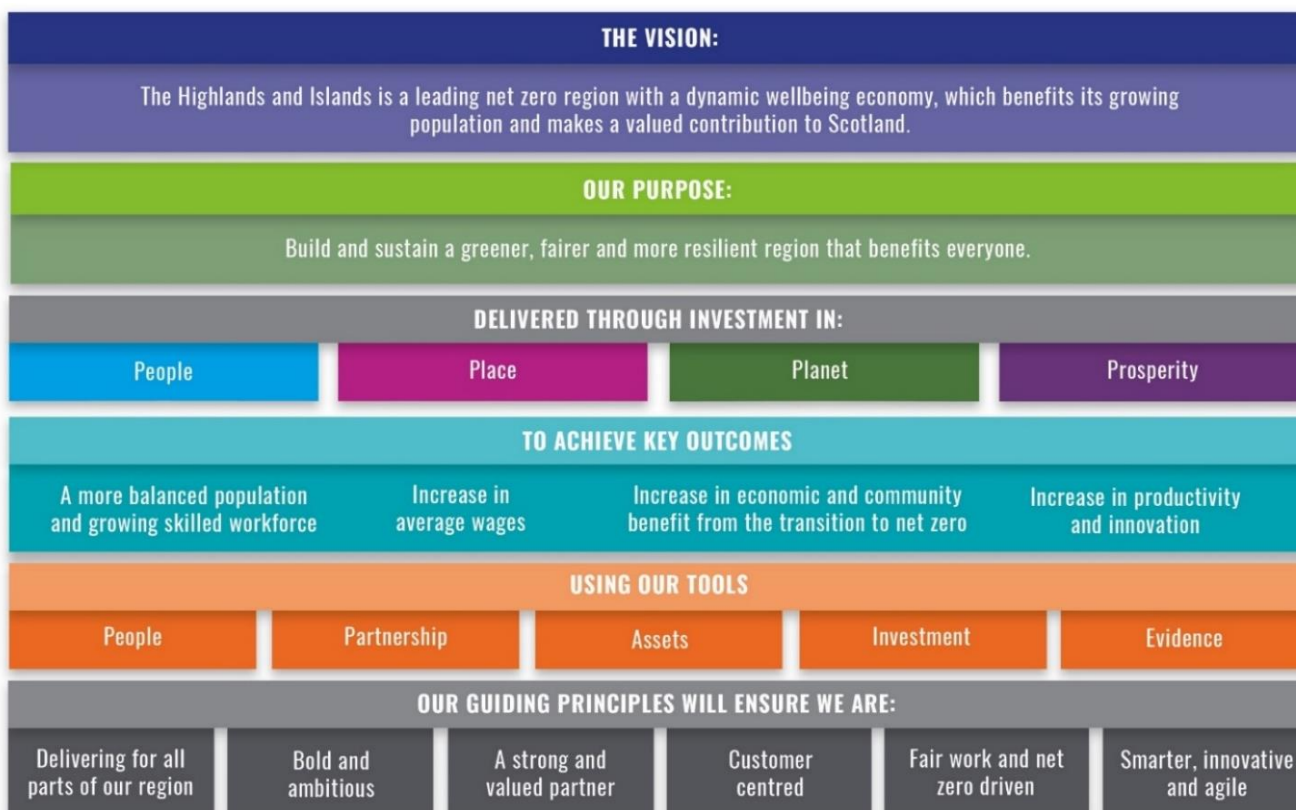 THE VISION:
The Highlands and Islands is a leading net zero region with a dynamic wellbeing economy, which benefits its growing
population and makes a valued contribution to Scotland.
OUR PURPOSE:
Build and sustain a greener, fairer and more resilient region that benefits everyone.
DELIVERED THROUGH INVESTMENT IN:
People
Place
Planet
Prosperity
TO ACHIEVE KEY OUTCOMES
A more balanced population
and growing skilled workforce
Increase in
average wages
Increase in economic and community
benefit from the transition to net zero
Increase in productivity
and innovation
USING OUR TOOLS
People
Partnership
Assets
Investment
Evidence
OUR GUIDING PRINCIPLES WILL ENSURE WE ARE:
Delivering for all
parts of our region
Bold and
ambitious
A strong and
valued partner
Customer
centred
Fair work and net
zero driven
Smarter, innovative
and agile